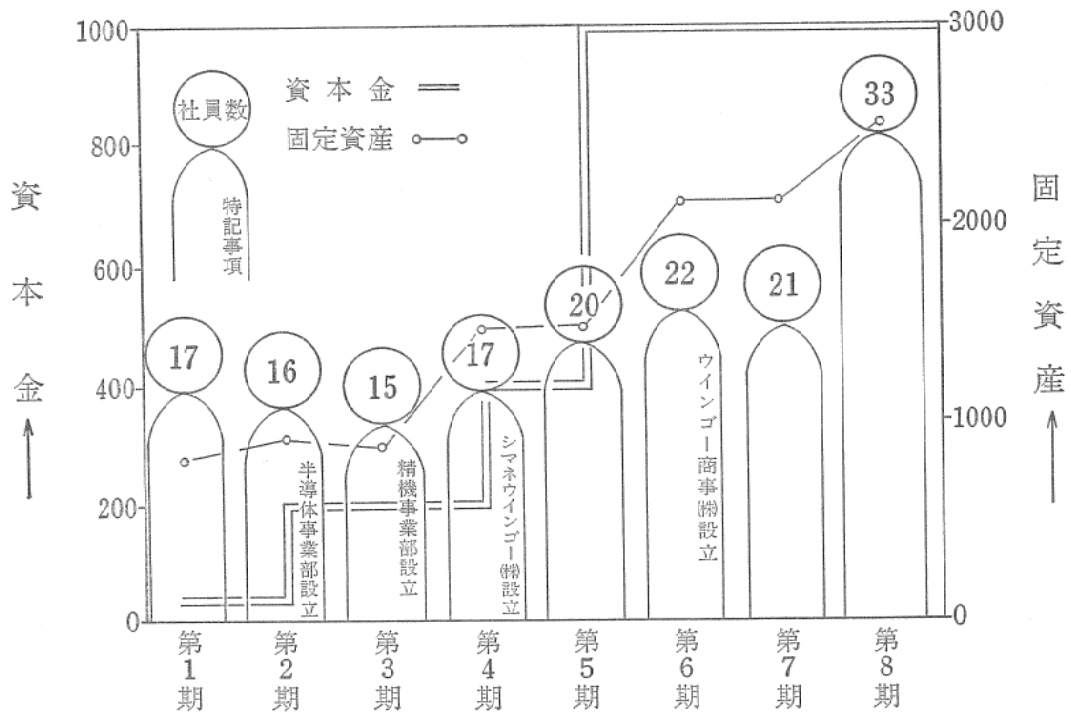 1000
800
600
400
200
0
資本金
3000
2000
1000
0
固定資産
社員数
特記事項
資本金
固定資産
17
16
15
17
20
22
21
33
半導体事業部設立
精機事業部設立
シマネウインゴー㈱設立
ウインゴー商事㈱設立
第1期
第2期
第3期
第4期
第5期
第6期
第7期
第8期